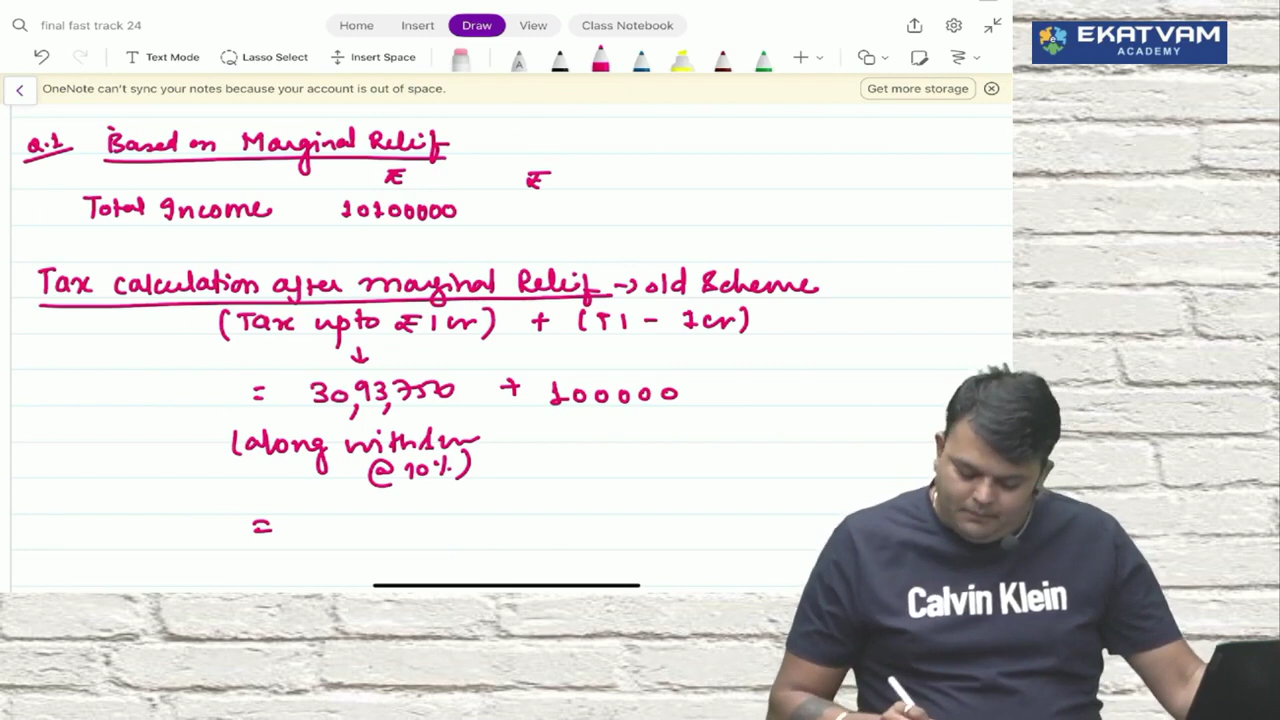 final fast track 24
Home Insert Draw View Class Notebook
Text Mode Lasso Select Insert Space
OneNote can't sync your notes because your account is out of space.
Get more storage
EKATVAM
ACADEMY
Q.1 Based on Marginal Relief
₹ ₹
Total Income 10100000
Tax calculation after marginal Relief → old Scheme
(Tax upto ₹ 1 cr) + (TI - 1cr)
↓
= 30,93,750 + 100000
(along with
@ 10%)
=
Calvin Klein